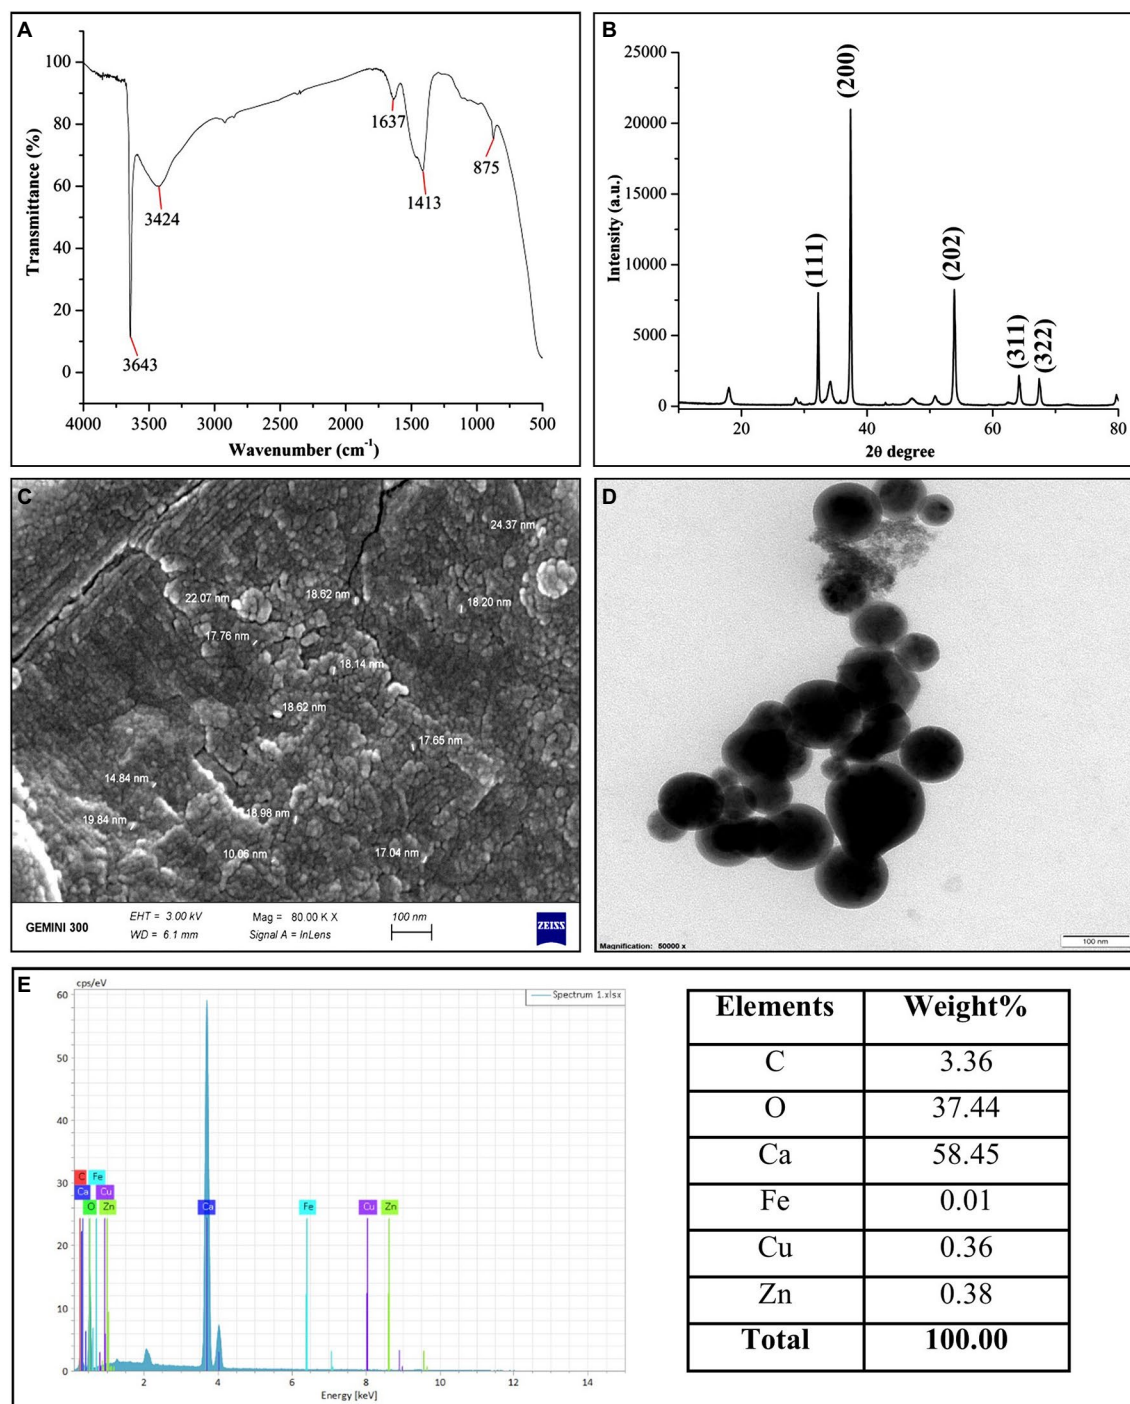 A
100
80
60
40
20
0
Transmittance (%)
3643
3424
1637
1413
875
4000 3500 3000 2500 2000 1500 1000 500
Wavenumber (cm-1)
B
25000
20000
15000
10000
5000
0
Intensity (a.u.)
(111)
(200)
(202)
(311)
(322)
20 40 60 80
2θ degree
C
24.37 nm
22.07 nm
18.62 nm
18.20 nm
17.76 nm
18.14 nm
18.62 nm
17.65 nm
14.84 nm
18.98 nm
19.84 nm
10.06 nm
17.04 nm
GEMINI 300
EHT = 3.00 kV
WD = 6.1 mm
Mag = 80.00 K X
Signal A = InLens
100 nm
ZEISS
D
Magnification: 50000 x
100 nm
E
cps/eV
Spectrum 1.xlsx
60
50
40
30
20
10
0
C Fe
Ca Cu
O Zn Ca Fe Cu Zn
2 4 6 8 10 12 14
Energy [keV]
Elements Weight%
C 3.36
O 37.44
Ca 58.45
Fe 0.01
Cu 0.36
Zn 0.38
Total 100.00